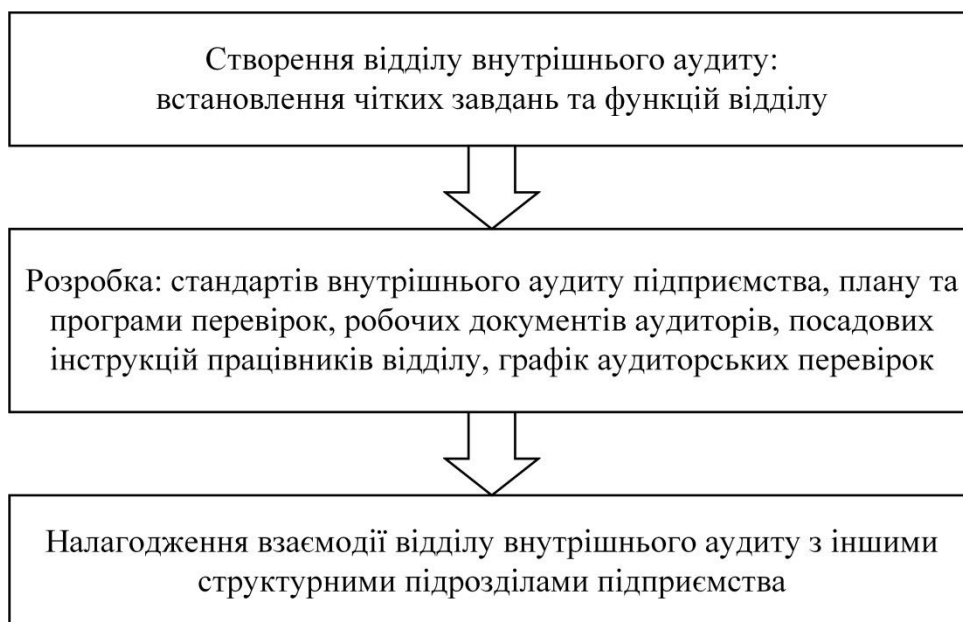 Створення відділу внутрішнього аудиту:
встановлення чітких завдань та функцій відділу
Розробка: стандартів внутрішнього аудиту підприємства, плану та
програми перевірок, робочих документів аудиторів, посадових
інструкцій працівників відділу, графік аудиторських перевірок
Налагодження взаємодії відділу внутрішнього аудиту з іншими
структурними підрозділами підприємства